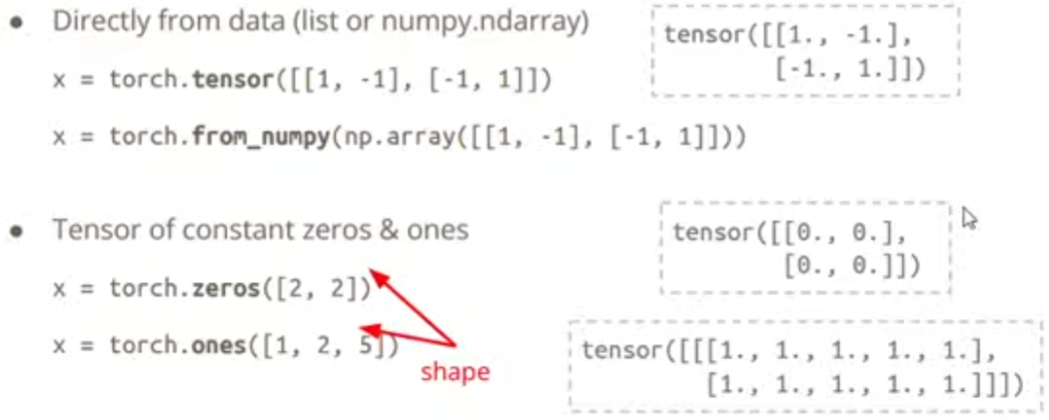 Directly from data (list or numpy.ndarray)
x = torch.tensor([[1, -1], [-1, 1]])
x = torch.from_numpy(np.array([[1, -1], [-1, 1]]))
tensor([[1., -1.],
[-1., 1.]])
Tensor of constant zeros & ones
x = torch.zeros([2, 2])
x = torch.ones([1, 2, 5])
shape
tensor([[0., 0.],
[0., 0.]])
tensor([[[1., 1., 1., 1., 1.],
[1., 1., 1., 1., 1.]]])